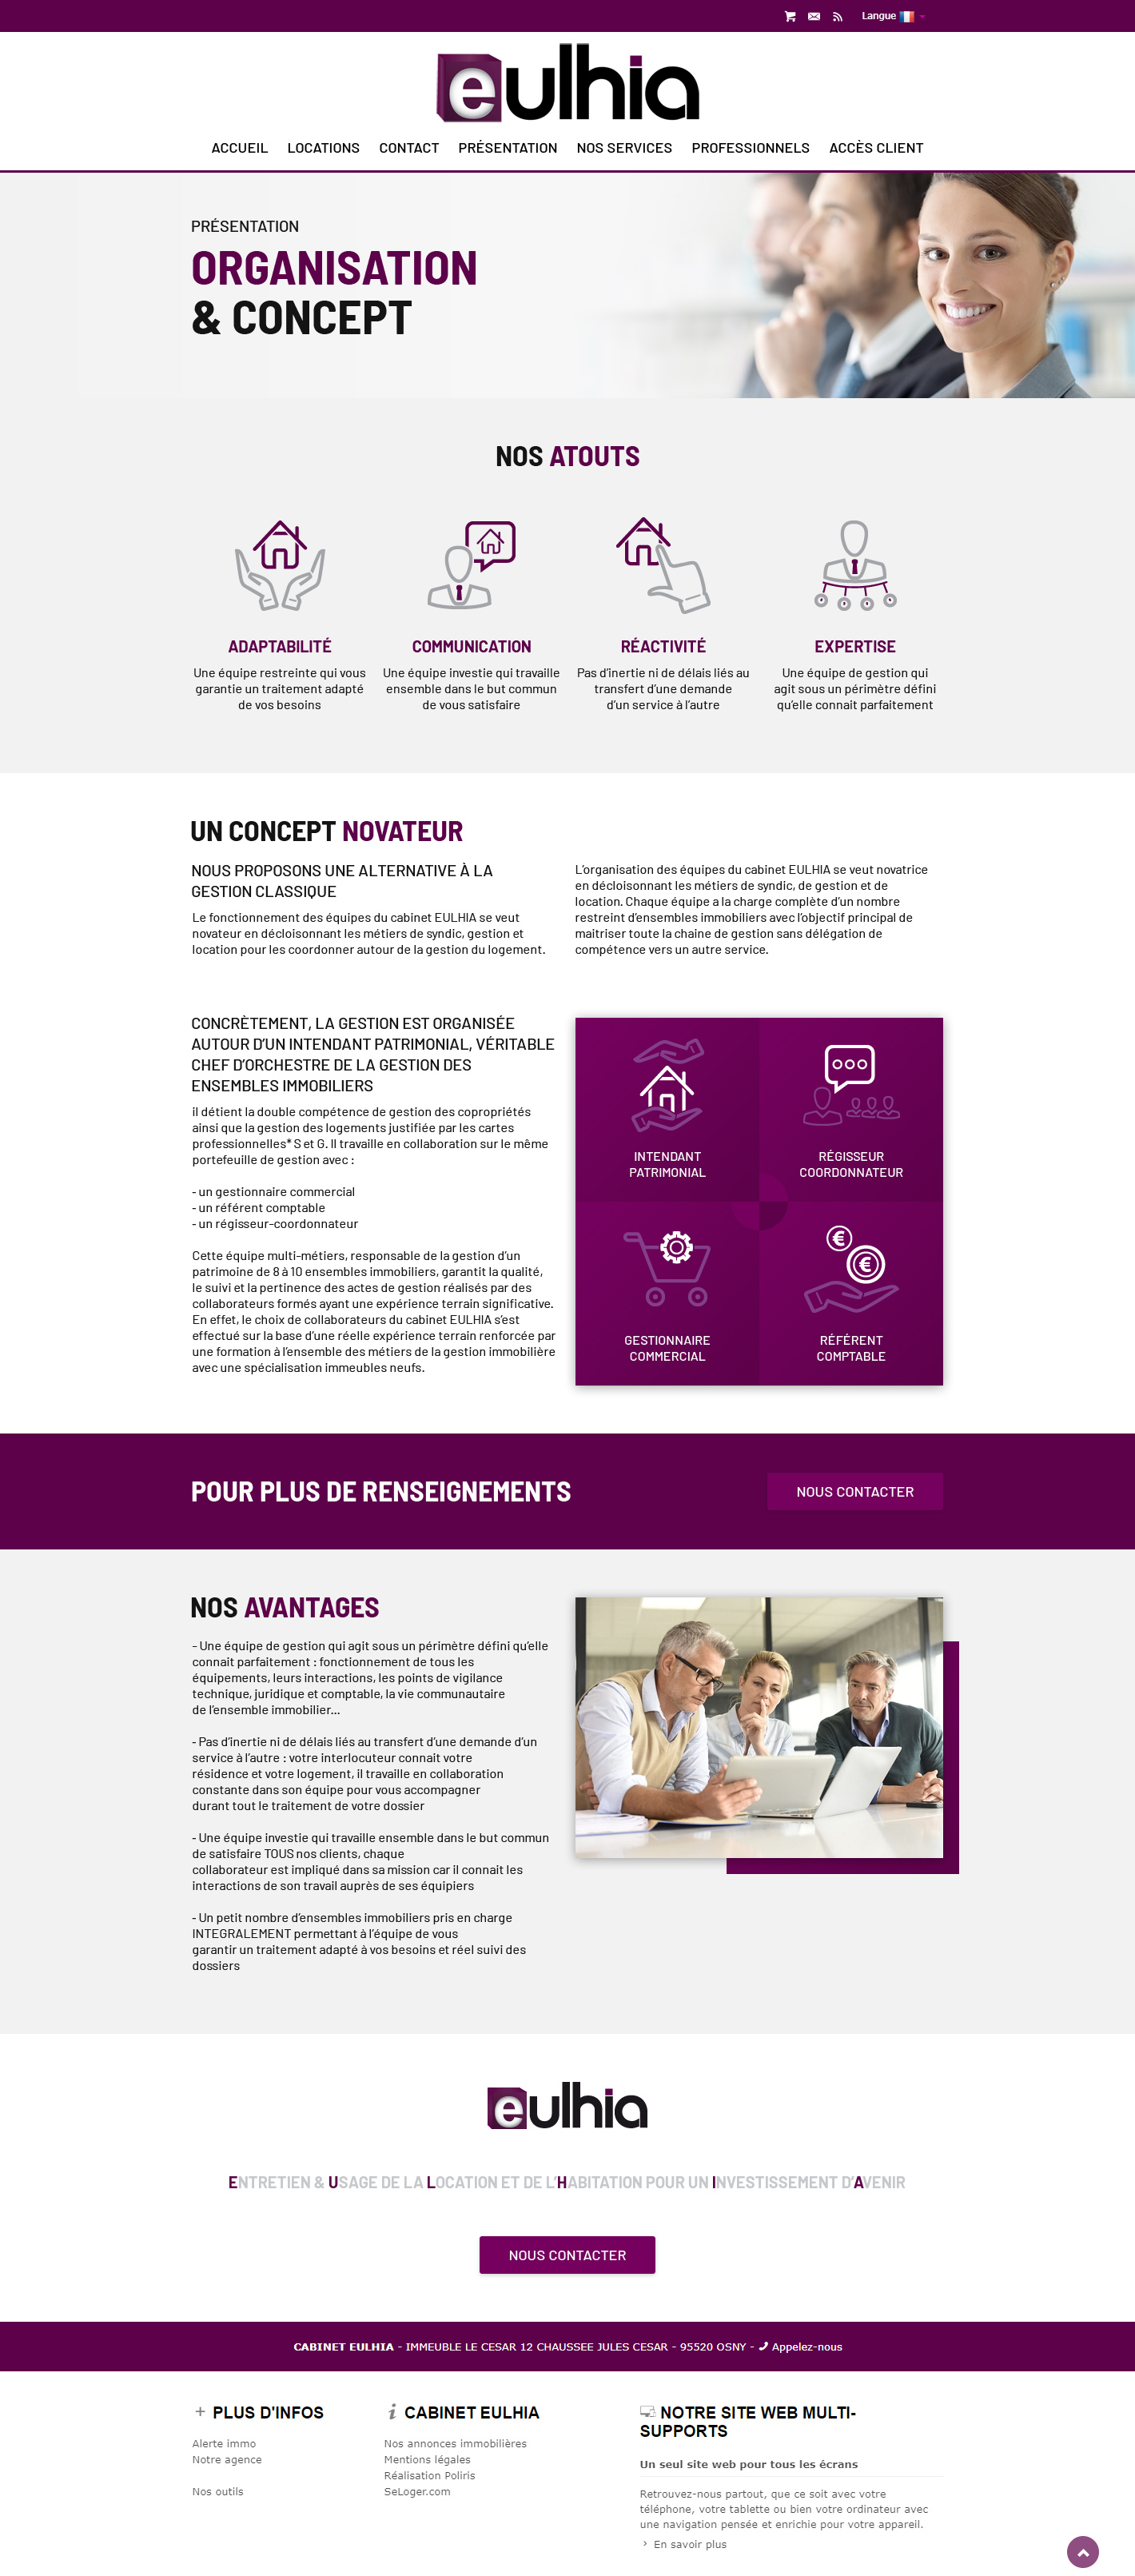 Langue
eulhia
ACCUEIL LOCATIONS CONTACT PRÉSENTATION NOS SERVICES PROFESSIONNELS ACCÈS CLIENT
PRÉSENTATION
ORGANISATION
& CONCEPT
NOS ATOUTS
ADAPTABILITÉ
Une équipe restreinte qui vous
garantie un traitement adapté
de vos besoins
COMMUNICATION
Une équipe investie qui travaille
ensemble dans le but commun
de vous satisfaire
RÉACTIVITÉ
Pas d’inertie ni de délais liés au
transfert d’une demande
d’un service à l’autre
EXPERTISE
Une équipe de gestion qui
agit sous un périmètre défini
qu’elle connait parfaitement
UN CONCEPT NOVATEUR
NOUS PROPOSONS UNE ALTERNATIVE À LA
GESTION CLASSIQUE
Le fonctionnement des équipes du cabinet EULHIA se veut
novateur en décloisonnant les métiers de syndic, gestion et
location pour les coordonner autour de la gestion du logement.
L’organisation des équipes du cabinet EULHIA se veut novatrice
en décloisonnant les métiers de syndic, de gestion et de
location. Chaque équipe a la charge complète d’un nombre
restreint d’ensembles immobiliers avec l’objectif principal de
maitriser toute la chaine de gestion sans délégation de
compétence vers un autre service.
CONCRÈTEMENT, LA GESTION EST ORGANISÉE
AUTOUR D’UN INTENDANT PATRIMONIAL, VÉRITABLE
CHEF D’ORCHESTRE DE LA GESTION DES
ENSEMBLES IMMOBILIERS
il détient la double compétence de gestion des copropriétés
ainsi que la gestion des logements justifiée par les cartes
professionnelles* S et G. Il travaille en collaboration sur le même
portefeuille de gestion avec :
- un gestionnaire commercial
- un référent comptable
- un régisseur-coordonnateur
Cette équipe multi-métiers, responsable de la gestion d’un
patrimoine de 8 à 10 ensembles immobiliers, garantit la qualité,
le suivi et la pertinence des actes de gestion réalisés par des
collaborateurs formés ayant une expérience terrain significative.
En effet, le choix de collaborateurs du cabinet EULHIA s’est
effectué sur la base d’une réelle expérience terrain renforcée par
une formation à l’ensemble des métiers de la gestion immobilière
avec une spécialisation immeubles neufs.
INTENDANT
PATRIMONIAL
RÉGISSEUR
COORDONNATEUR
GESTIONNAIRE
COMMERCIAL
€
€
RÉFÉRENT
COMPTABLE
POUR PLUS DE RENSEIGNEMENTS
NOUS CONTACTER
NOS AVANTAGES
- Une équipe de gestion qui agit sous un périmètre défini qu’elle
connait parfaitement : fonctionnement de tous les
équipements, leurs interactions, les points de vigilance
technique, juridique et comptable, la vie communautaire
de l’ensemble immobilier...
- Pas d’inertie ni de délais liés au transfert d’une demande d’un
service à l’autre : votre interlocuteur connait votre
résidence et votre logement, il travaille en collaboration
constante dans son équipe pour vous accompagner
durant tout le traitement de votre dossier
- Une équipe investie qui travaille ensemble dans le but commun
de satisfaire TOUS nos clients, chaque
collaborateur est impliqué dans sa mission car il connait les
interactions de son travail auprès de ses équipiers
- Un petit nombre d’ensembles immobiliers pris en charge
INTEGRALEMENT permettant à l’équipe de vous
garantir un traitement adapté à vos besoins et réel suivi des
dossiers
eulhia
ENTRETIEN & USAGE DE LA LOCATION ET DE L’HABITATION POUR UN INVESTISSEMENT D’AVENIR
NOUS CONTACTER
CABINET EULHIA - IMMEUBLE LE CESAR 12 CHAUSSEE JULES CESAR - 95520 OSNY - Appelez-nous
PLUS D'INFOS
Alerte immo
Notre agence
Nos outils
CABINET EULHIA
Nos annonces immobilières
Mentions légales
Réalisation Poliris
SeLoger.com
NOTRE SITE WEB MULTI-
SUPPORTS
Un seul site web pour tous les écrans
Retrouvez-nous partout, que ce soit avec votre
téléphone, votre tablette ou bien votre ordinateur avec
une navigation pensée et enrichie pour votre appareil.
En savoir plus